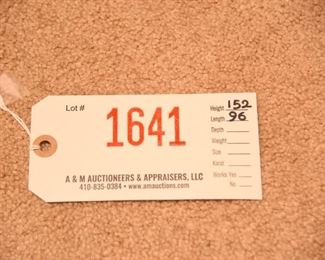 Lot #
1641
Height 152
Length 96
Depth
Weight
Size
Karat
Works Yes
No
A & M AUCTIONEERS & APPRAISERS, LLC
410-835-0384 • www.amauctions.com